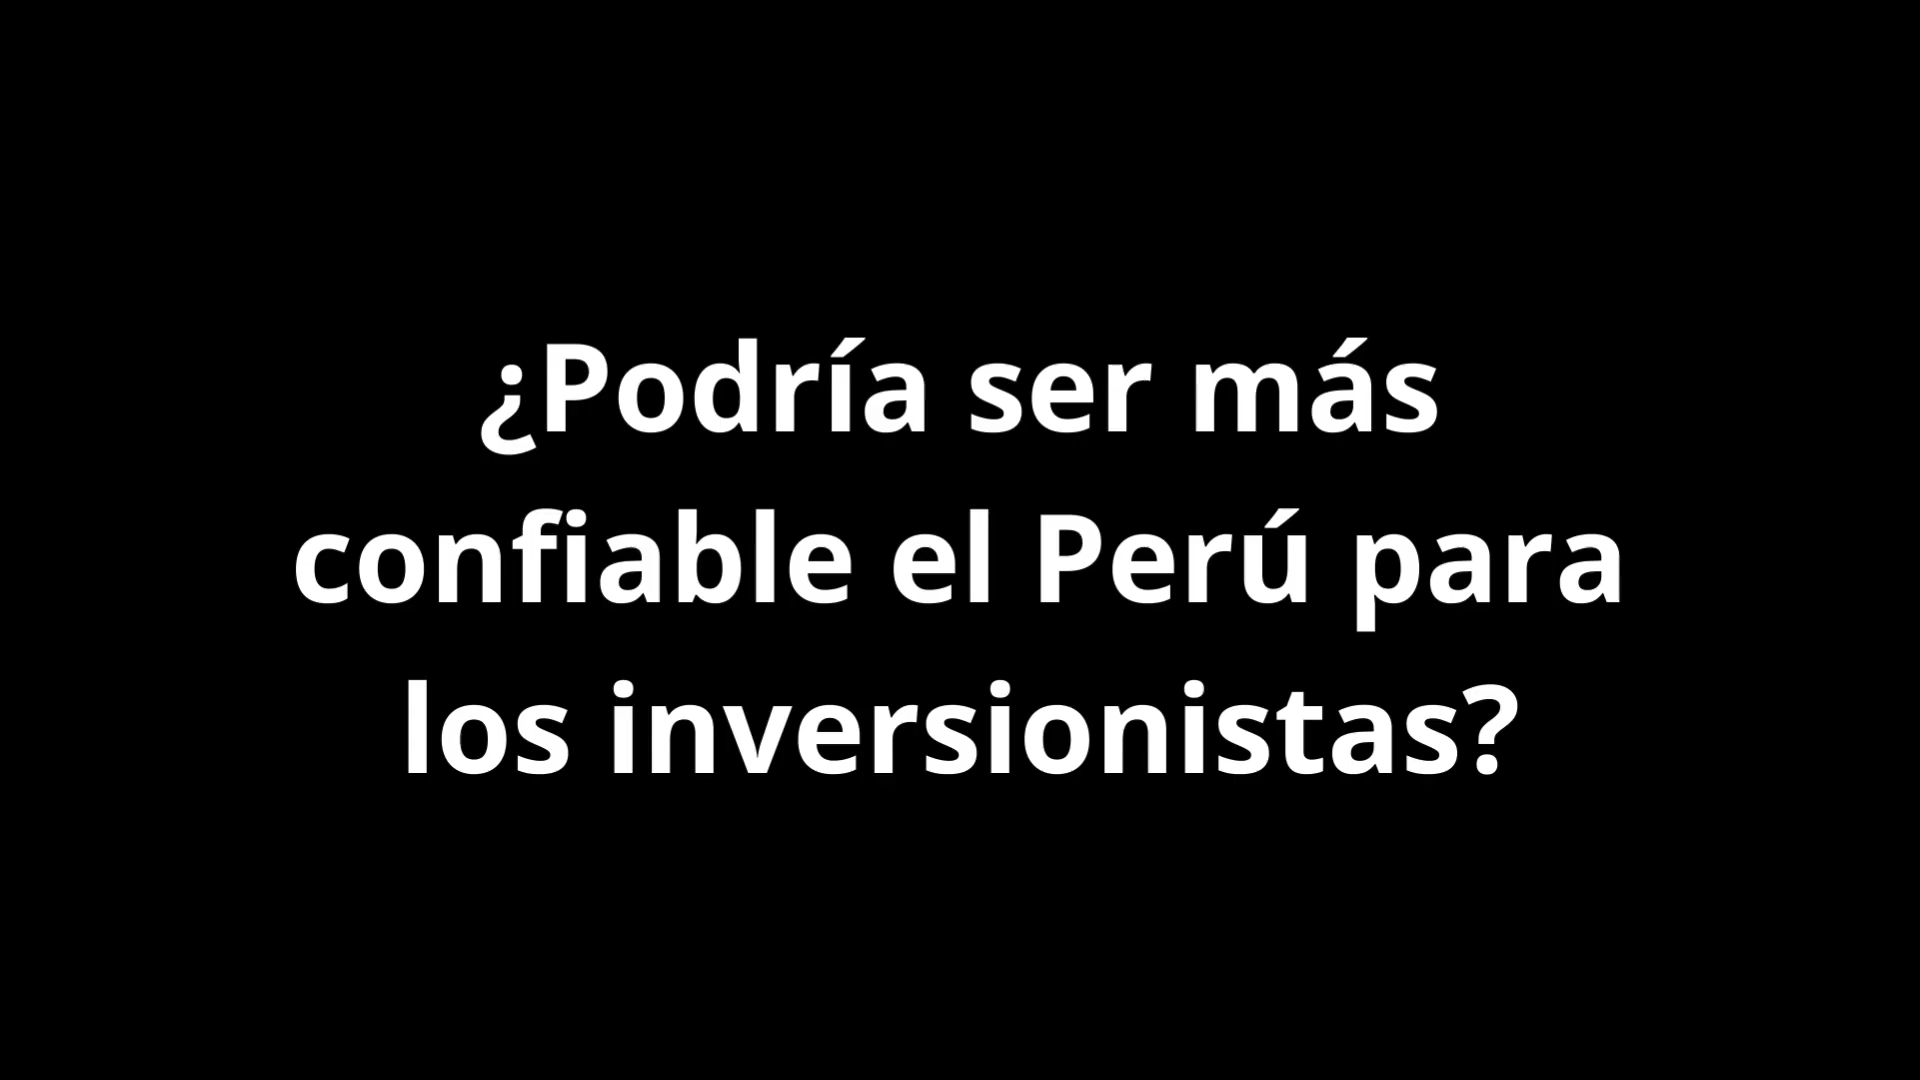 ¿Podría ser más
confiable el Perú para
los inversionistas?